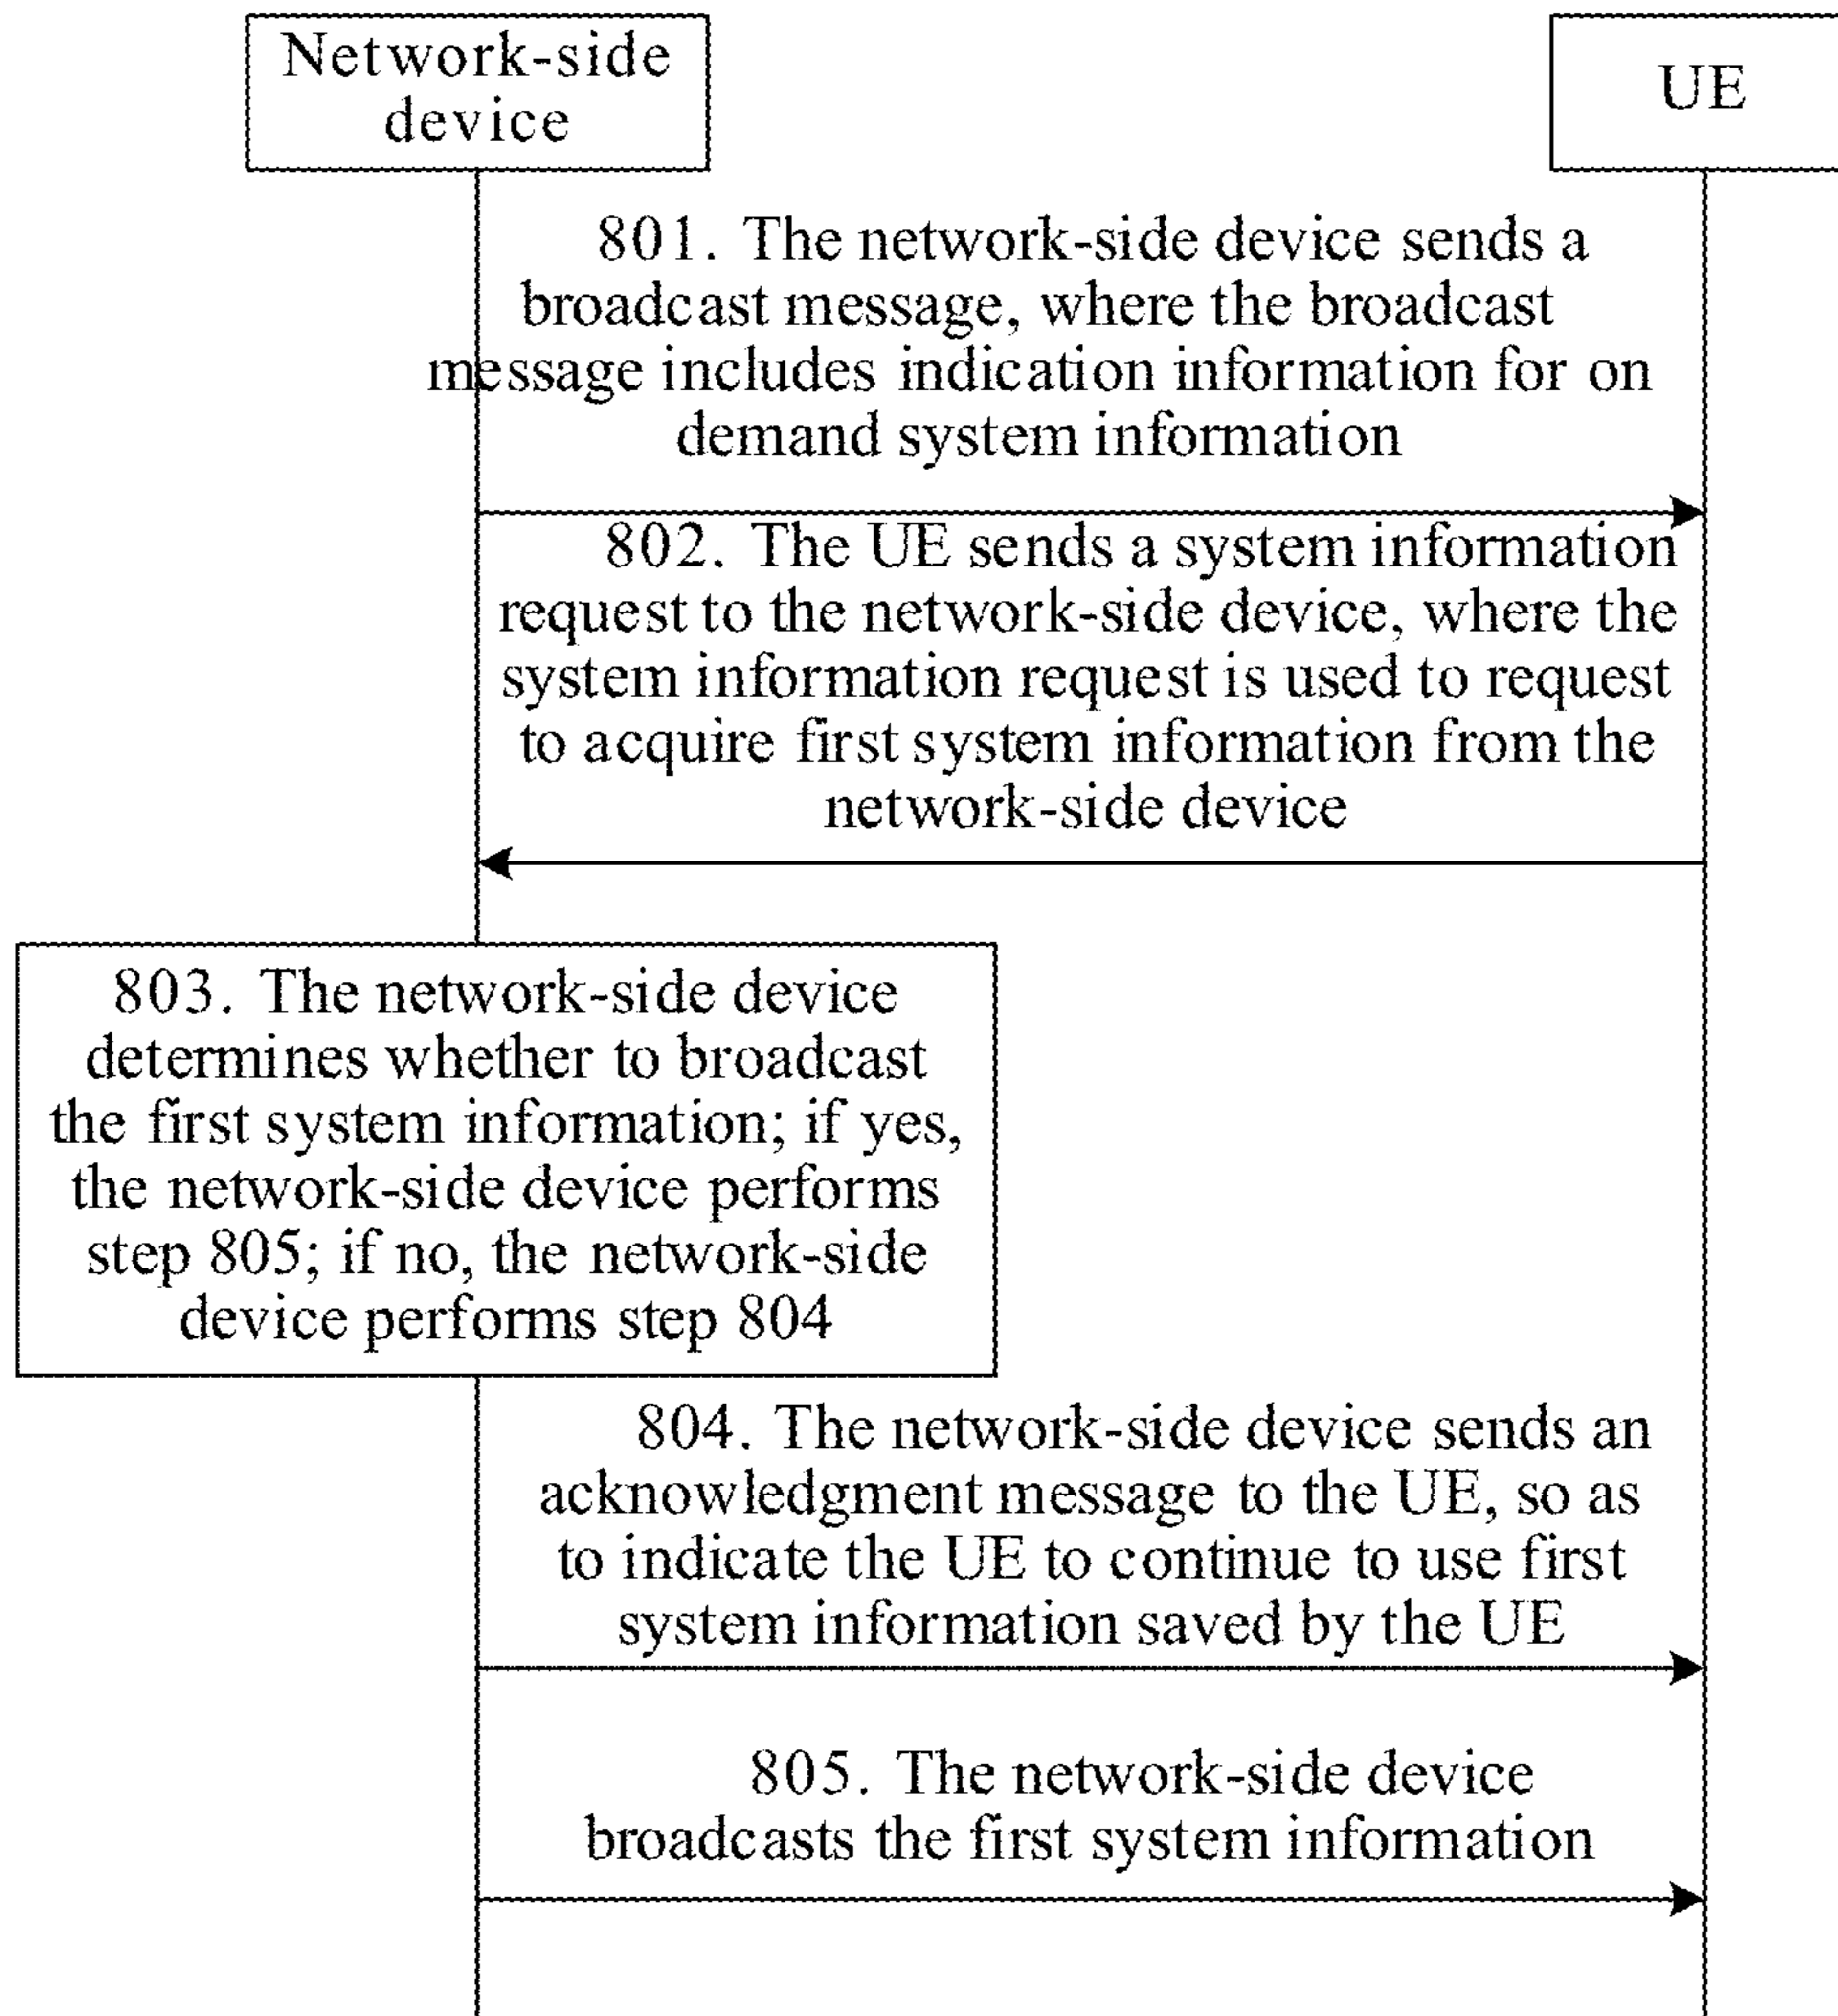 Network-side
device
UE
801. The network-side device sends a
broadcast message, where the broadcast
message includes indication information for on
demand system information
802. The UE sends a system information
request to the network-side device, where the
system information request is used to request
to acquire first system information from the
network-side device
803. The network-side device
determines whether to broadcast
the first system information; if yes,
the network-side device performs
step 805; if no, the network-side
device performs step 804
804. The network-side device sends an
acknowledgment message to the UE, so as
to indicate the UE to continue to use first
system information saved by the UE
805. The network-side device
broadcasts the first system information